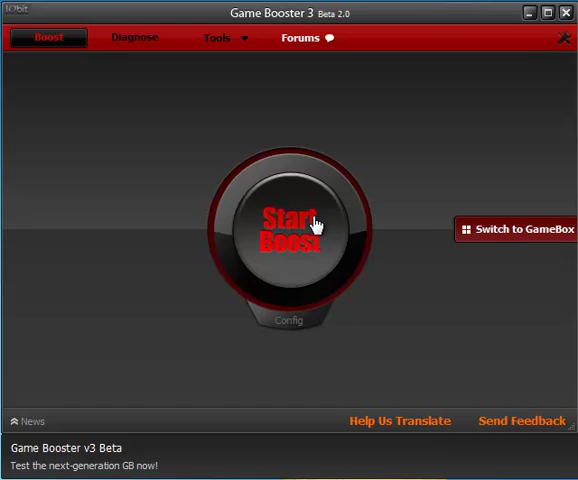 IObit
Game Booster 3 Beta 2.0
Boost Diagnose Tools Forums
Start
Boost
Switch to GameBox
Config
News
Help Us Translate Send Feedback
Game Booster v3 Beta
Test the next-generation GB now!